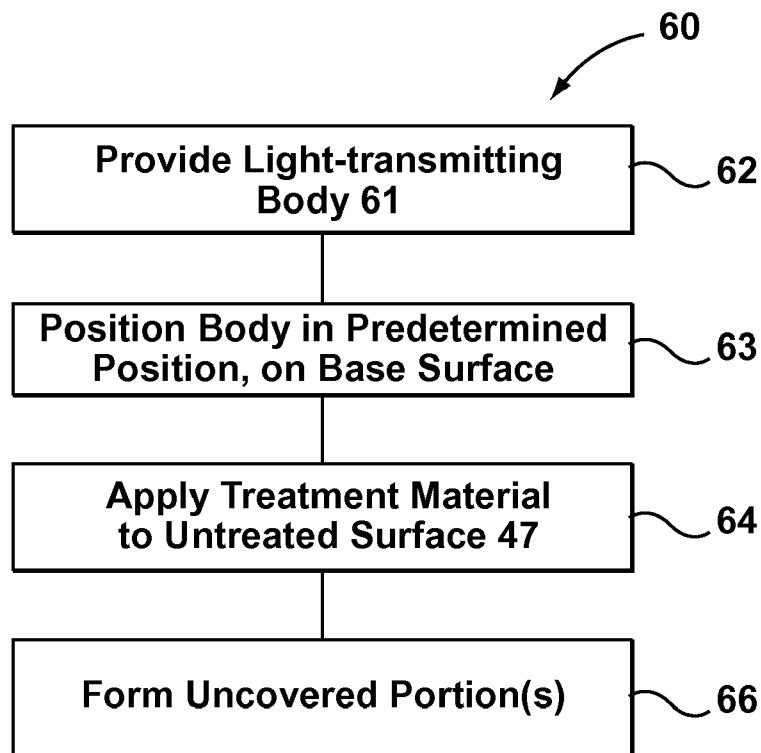 60
Provide Light-transmitting
Body 61
62
Position Body in Predetermined
Position, on Base Surface
63
Apply Treatment Material
to Untreated Surface 47
64
Form Uncovered Portion(s)
66